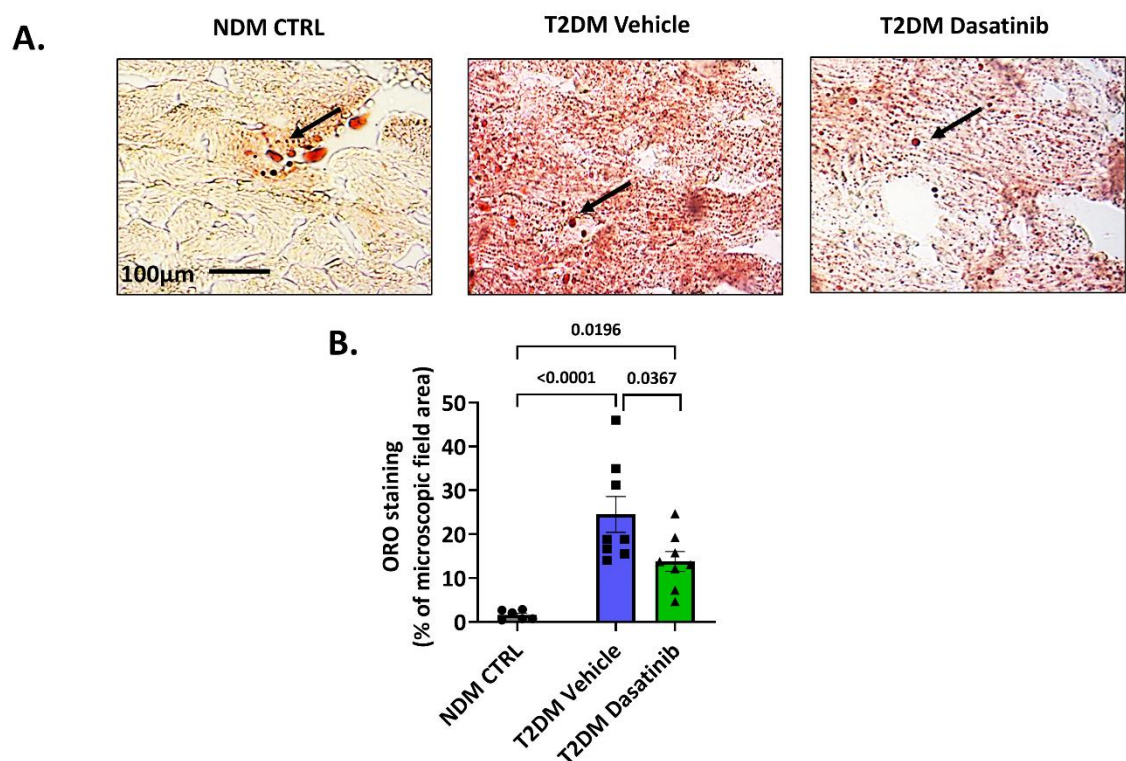 A.
NDM CTRL
T2DM Vehicle
T2DM Dasatinib
100μm
B.
0.0196
<0.0001
0.0367
ORO staining
(% of microscopic field area)
50
40
30
20
10
0
NDM CTRL
T2DM Vehicle
T2DM Dasatinib